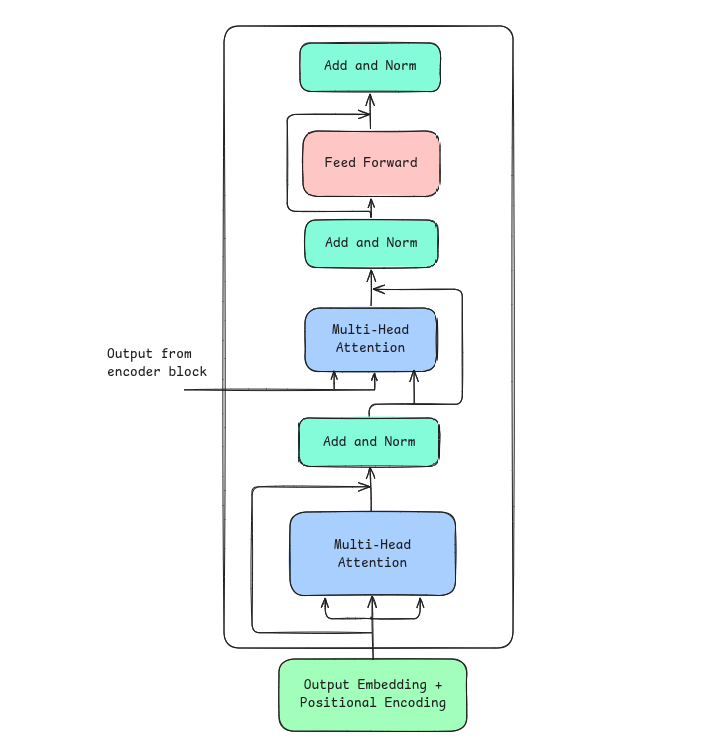 Add and Norm
Feed Forward
Add and Norm
Multi-Head
Attention
Output from
encoder block
Add and Norm
Multi-Head
Attention
Output Embedding +
Positional Encoding